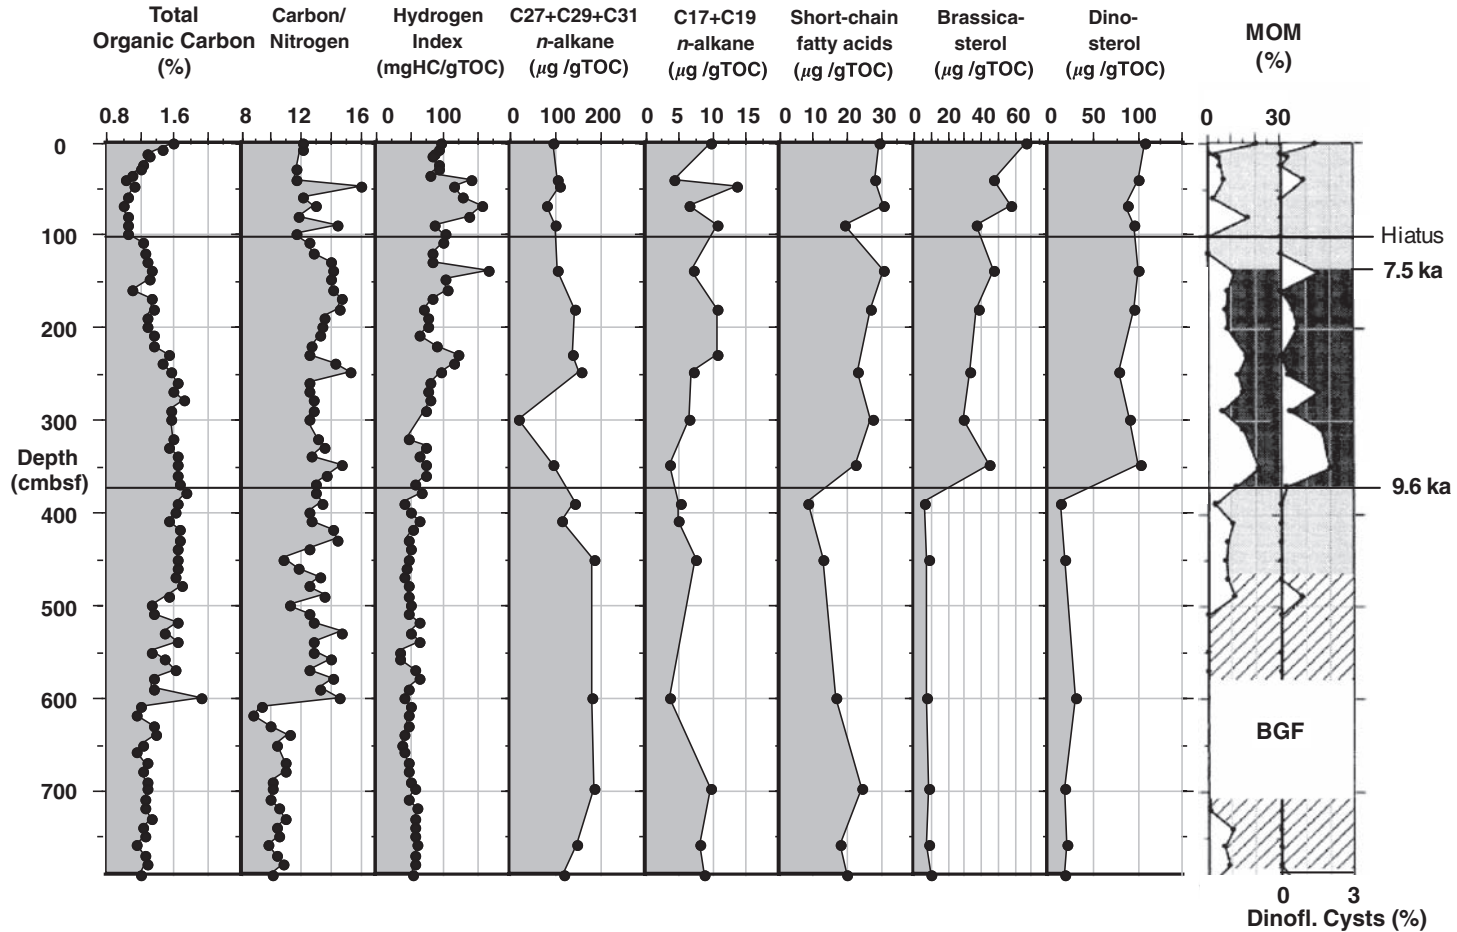 Total
Organic Carbon
(%)
Carbon/
Nitrogen
Hydrogen
Index
(mgHC/gTOC)
C27+C29+C31
n-alkane
(µg /gTOC)
C17+C19
n-alkane
(µg /gTOC)
Short-chain
fatty acids
(µg /gTOC)
Brassica-
sterol
(µg /gTOC)
Dino-
sterol
(µg /gTOC)
MOM
(%)
0.8 1.6 8 12 16 0 100 0 100 200 0 5 10 15 0 10 20 30 0 20 40 60 0 50 100 0 30
0
100
200
300
Depth
(cmbsf)
400
500
600
700
Hiatus
7.5 ka
9.6 ka
BGF
0 3
Dinofl. Cysts (%)